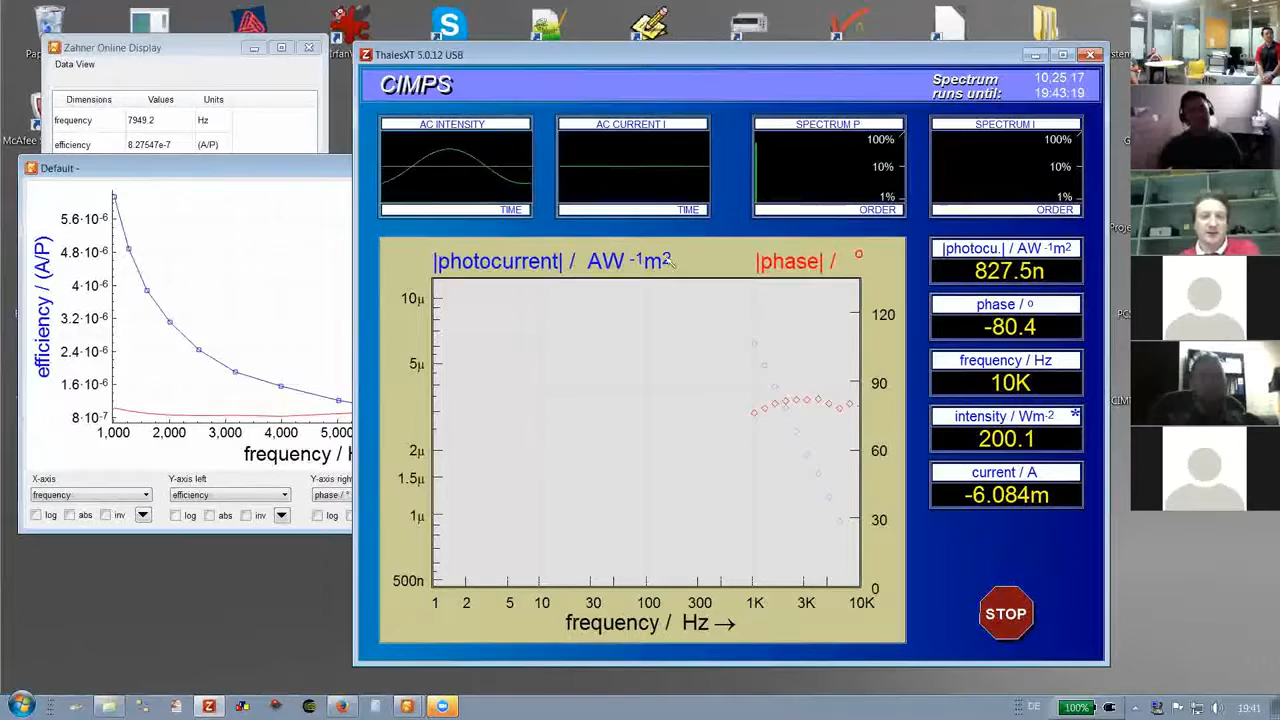 Zahner Online Display
Data View
Dimensions Values Units
frequency 7949.2 Hz
efficiency 8.27547e-7 (A/P)
McAfee
Default -
efficiency (A/P)
5.6·10-6
4.8·10-6
4·10-6
3.2·10-6
2.4·10-6
1.6·10-6
8·10-7
1,000 2,000 3,000 4,000 5,0
frequency / H
X-axis Y-axis left Y-axis righ
frequency efficiency phase / °
log abs inv log abs inv log
ThalesXT 5.0.12 USB
CIMPS
Spectrum
runs until:
10,25 17
19:43:19
AC INTENSITY
TIME
AC CURRENT I
TIME
SPECTRUM P
100%
10%
1%
ORDER
SPECTRUM I
100%
10%
1%
ORDER
|photocurrent| / AW -1m2
|phase| / °
10µ
5µ
2µ
1.5µ
1µ
500n
120
90
60
30
0
1 2 5 10 30 100 300 1K 3K 10K
frequency / Hz →
|photocu.| / AW -1m2
827.5n
phase / o
-80.4
frequency / Hz
10K
intensity / Wm-2 *
200.1
current / A
-6.084m
STOP
DE
100%
19:41